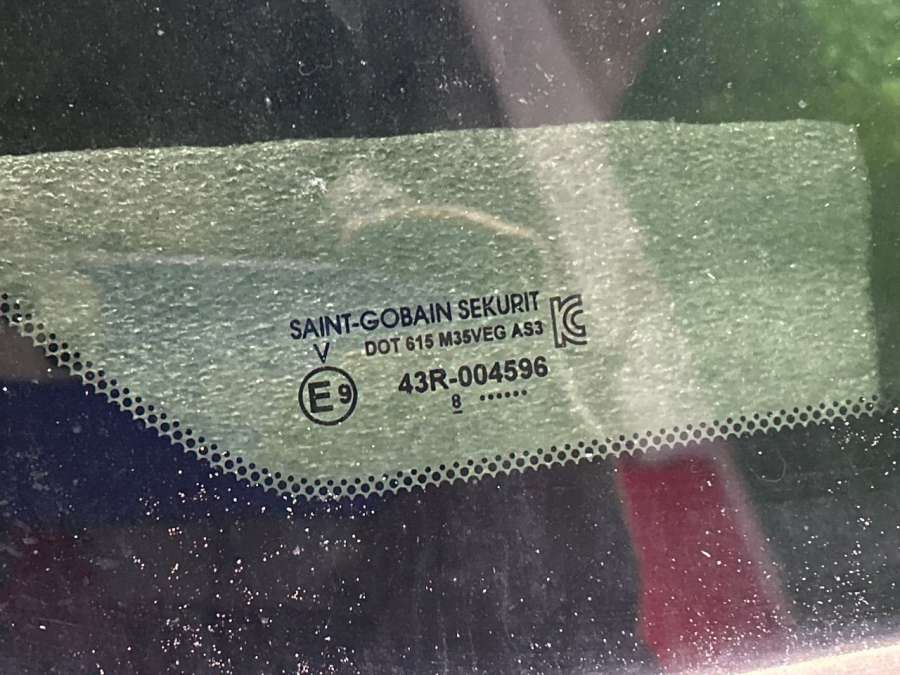 SAINT-GOBAIN SEKURIT
V DOT 615 M35VEG AS3
E9 43R-004596
8 ••••••